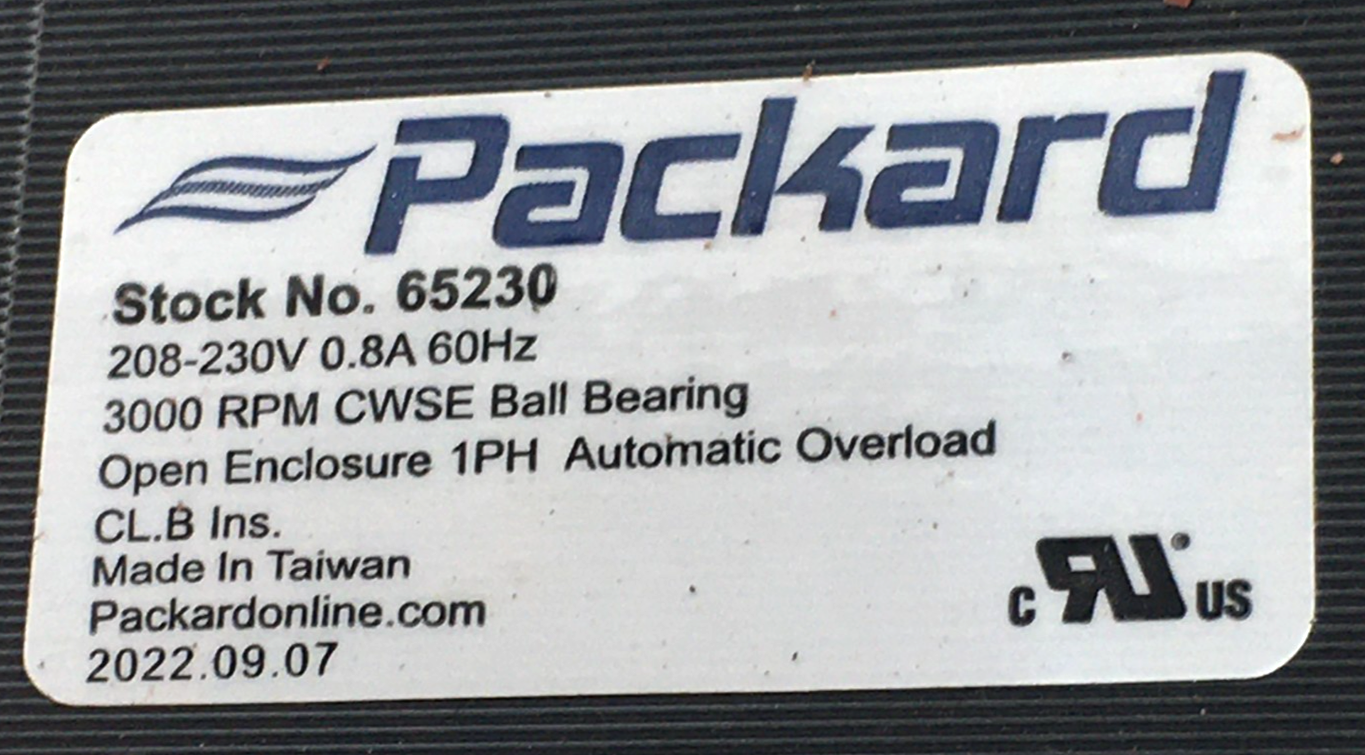 Packard
Stock No. 65230
208-230V 0.8A 60Hz
3000 RPM CWSE Ball Bearing
Open Enclosure 1PH Automatic Overload
CL.B Ins.
Made In Taiwan
Packardonline.com
2022.09.07
c RU US